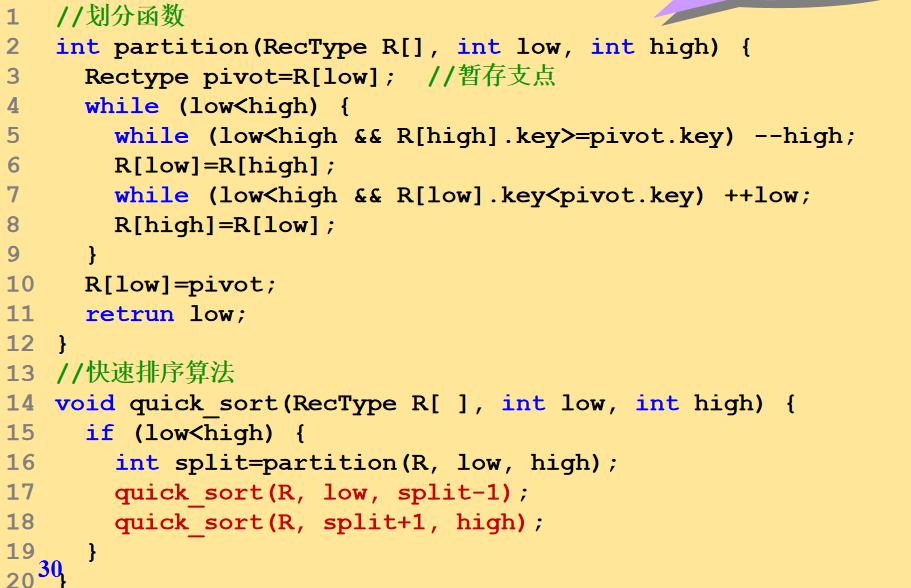 1 //划分函数
2 int partition(RecType R[], int low, int high) {
3   Rectype pivot=R[low];  //暂存支点
4   while (low<high) {
5     while (low<high && R[high].key>=pivot.key) --high;
6     R[low]=R[high];
7     while (low<high && R[low].key<pivot.key) ++low;
8     R[high]=R[low];
9   }
10   R[low]=pivot;
11   retrun low;
12 }
13 //快速排序算法
14 void quick_sort(RecType R[ ], int low, int high) {
15   if (low<high) {
16     int split=partition(R, low, high);
17     quick_sort(R, low, split-1);
18     quick_sort(R, split+1, high);
19   }
30
20 }